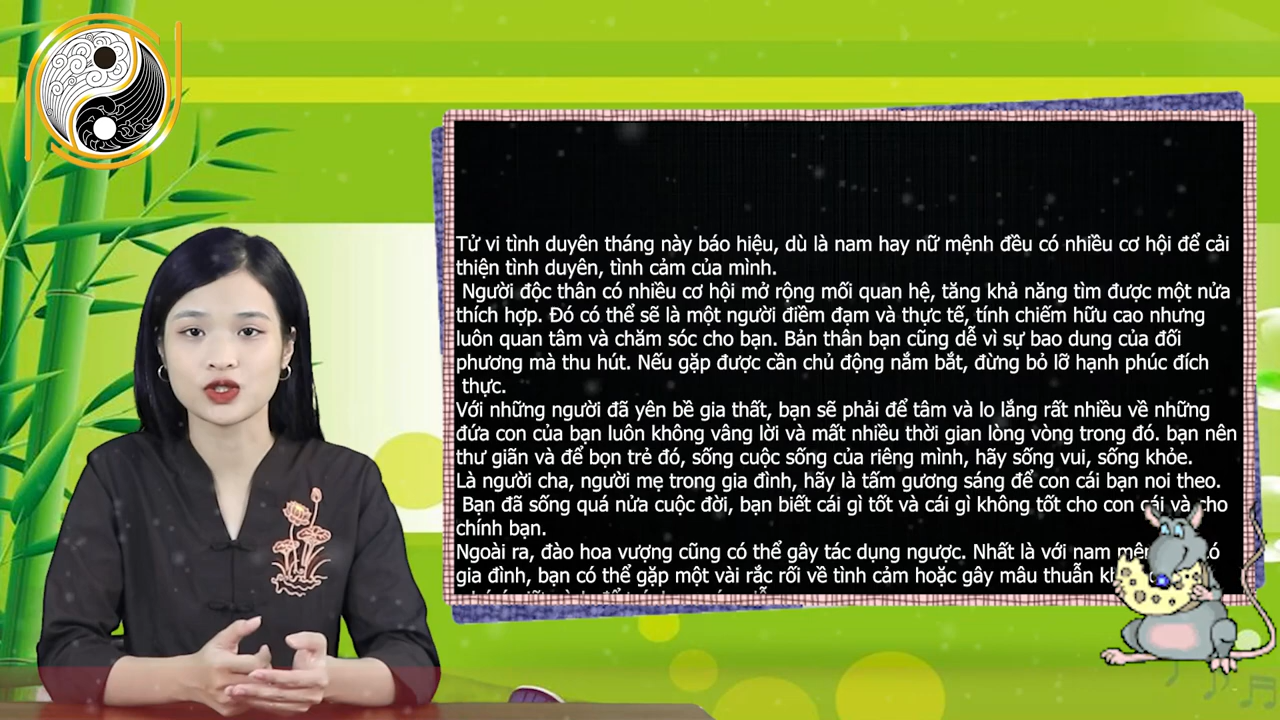 Tử vi tình duyên tháng này báo hiệu, dù là nam hay nữ mệnh đều có nhiều cơ hội để cải
thiện tình duyên, tình cảm của mình.
Người độc thân có nhiều cơ hội mở rộng mối quan hệ, tăng khả năng tìm được một nửa
thích hợp. Đó có thể sẽ là một người điềm đạm và thực tế, tính chiếm hữu cao nhưng
luôn quan tâm và chăm sóc cho bạn. Bản thân bạn cũng dễ vì sự bao dung của đối
phương mà thu hút. Nếu gặp được cần chủ động nắm bắt, đừng bỏ lỡ hạnh phúc đích
thực.
Với những người đã yên bề gia thất, bạn sẽ phải để tâm và lo lắng rất nhiều về những
đứa con của bạn luôn không vâng lời và mất nhiều thời gian lòng vòng trong đó. bạn nên
thư giãn và để bọn trẻ đó, sống cuộc sống của riêng mình, hãy sống vui, sống khỏe.
Là người cha, người mẹ trong gia đình, hãy là tấm gương sáng để con cái bạn noi theo.
Bạn đã sống quá nửa cuộc đời, bạn biết cái gì tốt và cái gì không tốt cho con cái và cho
chính bạn.
Ngoài ra, đào hoa vượng cũng có thể gây tác dụng ngược. Nhất là với nam
gia đình, bạn có thể gặp một vài rắc rối về tình cảm hoặc gây mâu thuẫn